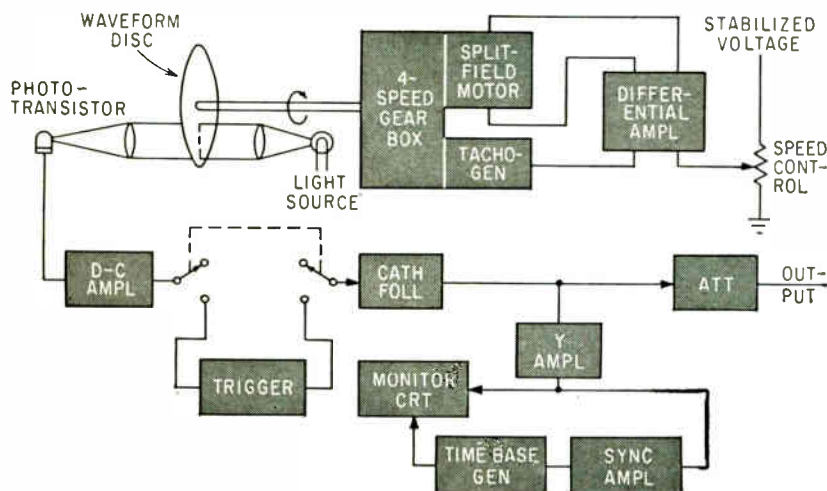 WAVEFORM
DISC
PHOTO-
TRANSISTOR
LIGHT
SOURCE
4-
SPEED
GEAR
BOX
SPLIT-
FIELD
MOTOR
TACHO-
GEN
DIFFER-
ENTIAL
AMPL
STABILIZED
VOLTAGE
SPEED
CONT-
ROL
D-C
AMPL
TRIGGER
CATH
FOLL
ATT
OUT-
PUT
Y
AMPL
MONITOR
CRT
TIME BASE
GEN
SYNC
AMPL